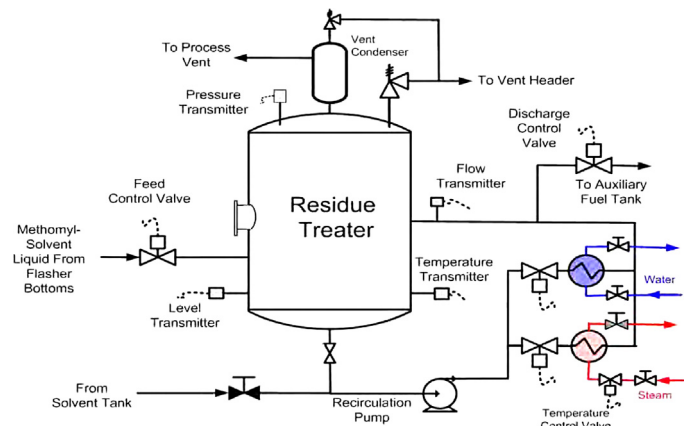 Vent
Condenser
To Process
Vent
To Vent Header
Pressure
Transmitter
Discharge
Control
Valve
Feed
Control Valve
Flow
Transmitter
To Auxiliary
Fuel Tank
Residue
Treater
Methomyl-
Solvent
Liquid From
Flasher
Bottoms
Temperature
Transmitter
Water
Level
Transmitter
From
Solvent Tank
Recirculation
Pump
Steam
Temperature
Control Valve